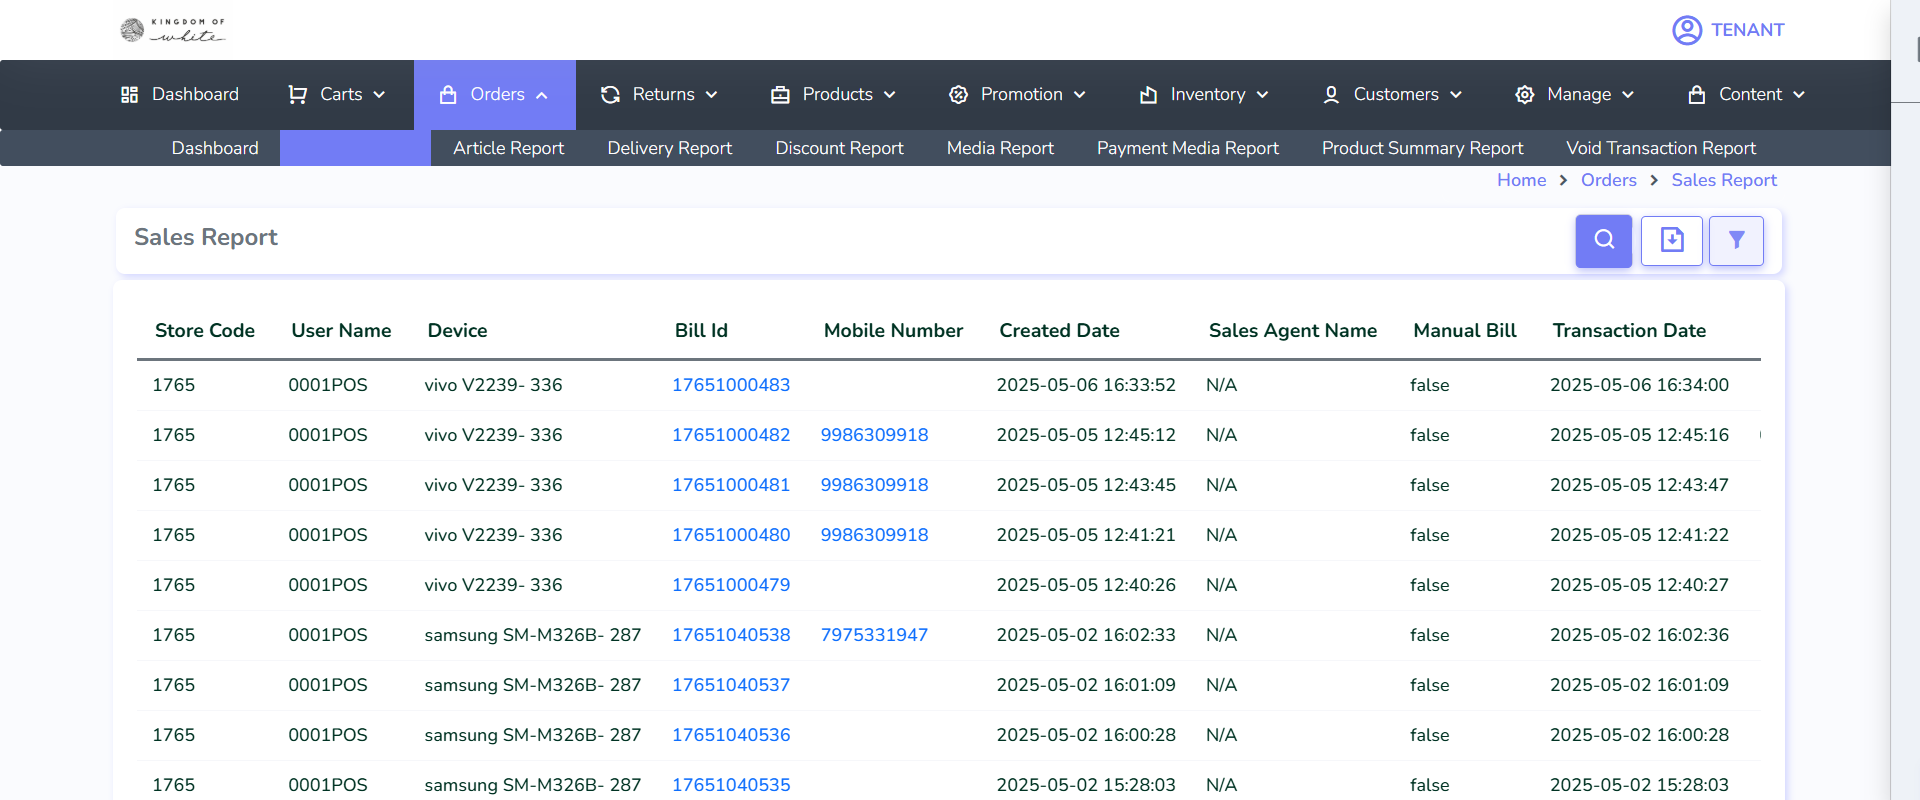 KINGDOM OF
white
TENANT
Dashboard Carts Orders Returns Products Promotion Inventory Customers Manage Content
Dashboard Article Report Delivery Report Discount Report Media Report Payment Media Report Product Summary Report Void Transaction Report
Home > Orders > Sales Report
Sales Report
Store Code User Name Device Bill Id Mobile Number Created Date Sales Agent Name Manual Bill Transaction Date
1765 0001POS vivo V2239- 336 17651000483 2025-05-06 16:33:52 N/A false 2025-05-06 16:34:00
1765 0001POS vivo V2239- 336 17651000482 9986309918 2025-05-05 12:45:12 N/A false 2025-05-05 12:45:16
1765 0001POS vivo V2239- 336 17651000481 9986309918 2025-05-05 12:43:45 N/A false 2025-05-05 12:43:47
1765 0001POS vivo V2239- 336 17651000480 9986309918 2025-05-05 12:41:21 N/A false 2025-05-05 12:41:22
1765 0001POS vivo V2239- 336 17651000479 2025-05-05 12:40:26 N/A false 2025-05-05 12:40:27
1765 0001POS samsung SM-M326B- 287 17651040538 7975331947 2025-05-02 16:02:33 N/A false 2025-05-02 16:02:36
1765 0001POS samsung SM-M326B- 287 17651040537 2025-05-02 16:01:09 N/A false 2025-05-02 16:01:09
1765 0001POS samsung SM-M326B- 287 17651040536 2025-05-02 16:00:28 N/A false 2025-05-02 16:00:28
1765 0001POS samsung SM-M326B- 287 17651040535 2025-05-02 15:28:03 N/A false 2025-05-02 15:28:03